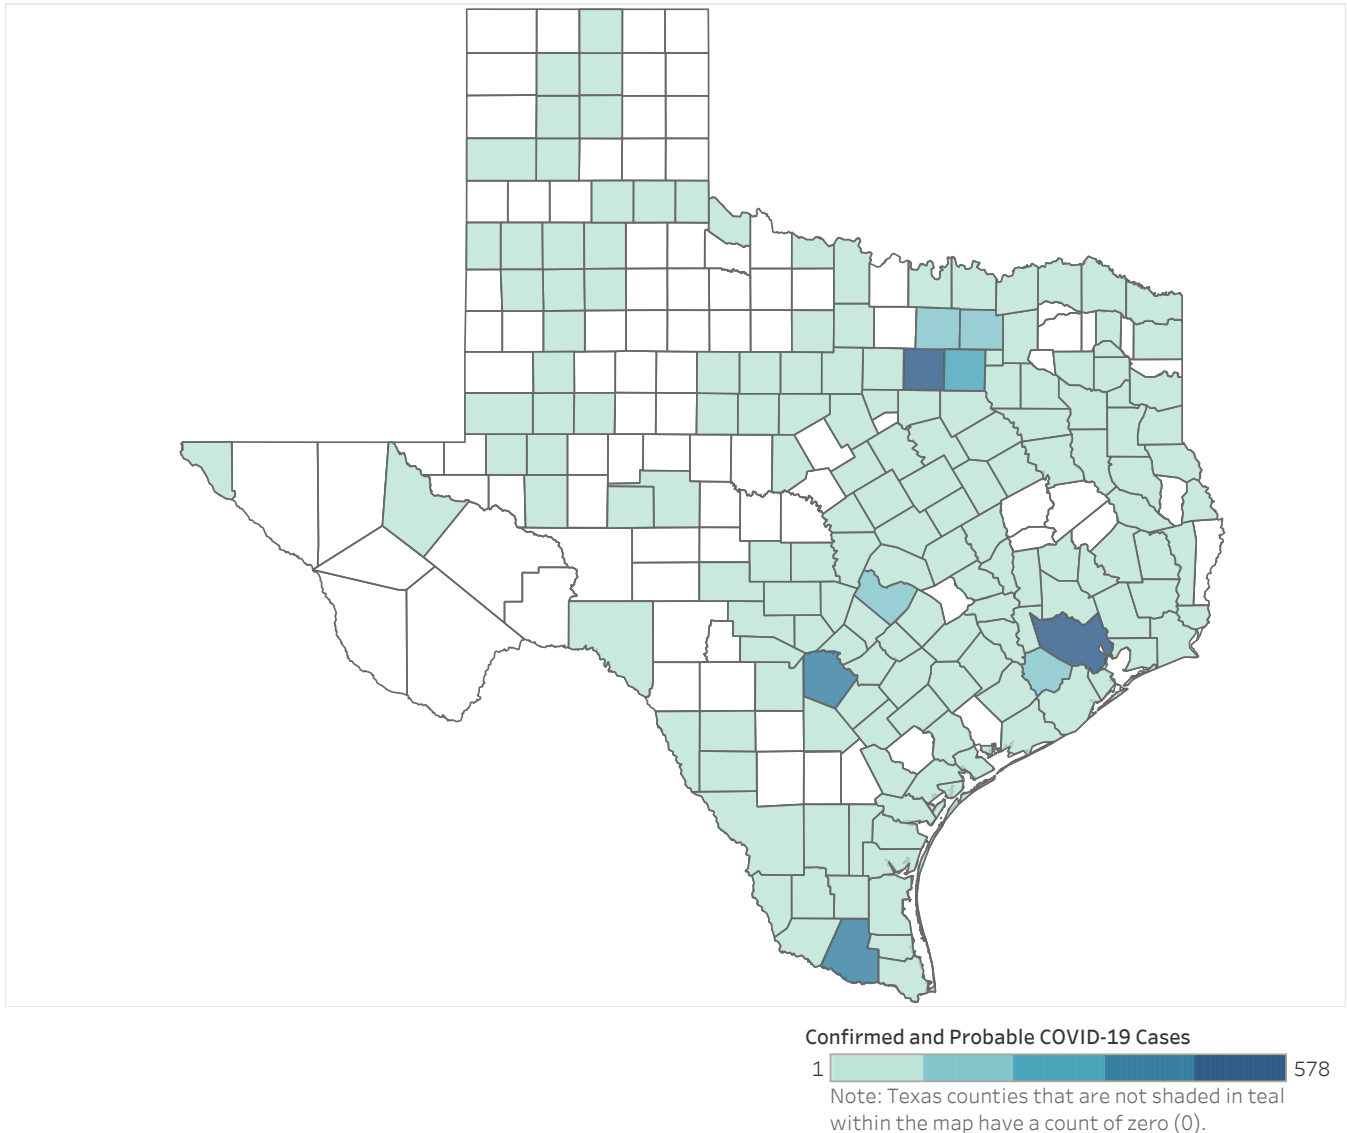 Confirmed and Probable COVID-19 Cases
1 578
Note: Texas counties that are not shaded in teal
within the map have a count of zero (0).